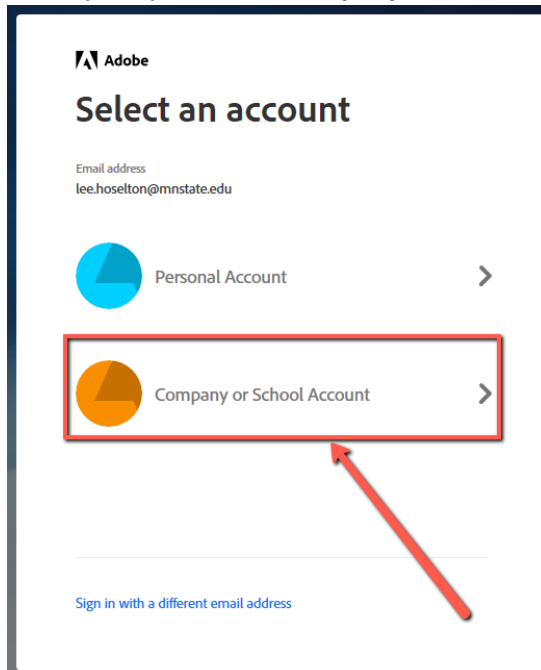 Adobe
Select an account
Email address
lee.hoselton@mnstate.edu
Personal Account
Company or School Account
Sign in with a different email address